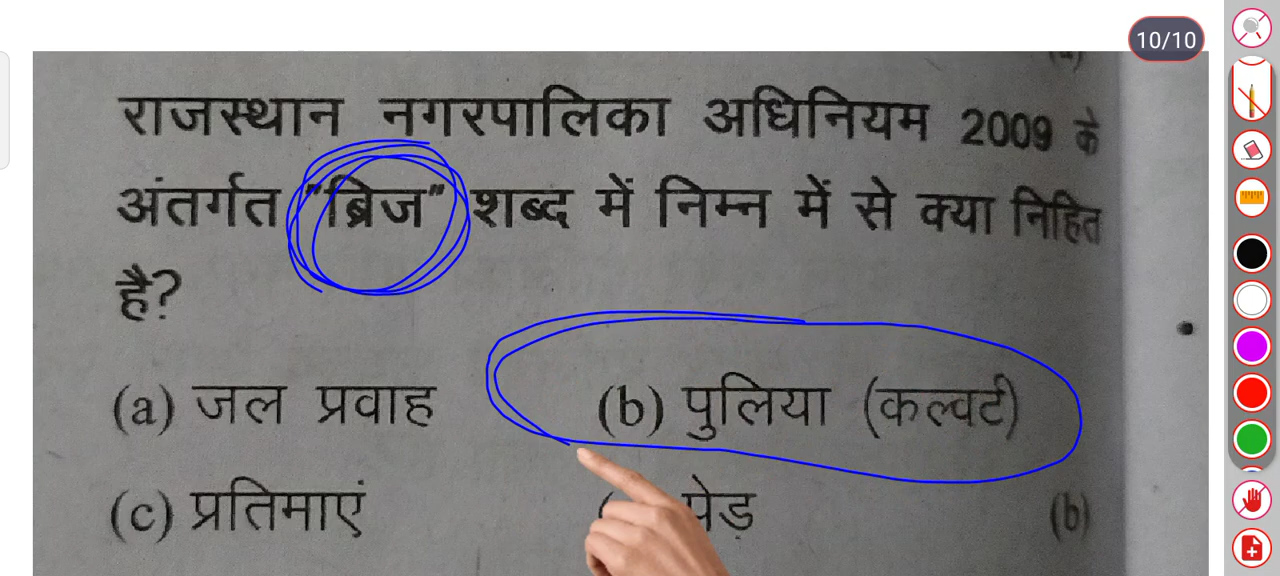 10/10
राजस्थान नगरपालिका अधिनियम 2009 के
अंतर्गत "ब्रिज" शब्द में निम्न में से क्या निहित
है?
(a) जल प्रवाह (b) पुलिया (कल्वर्ट)
(c) प्रतिमाएं पेड़ (b)